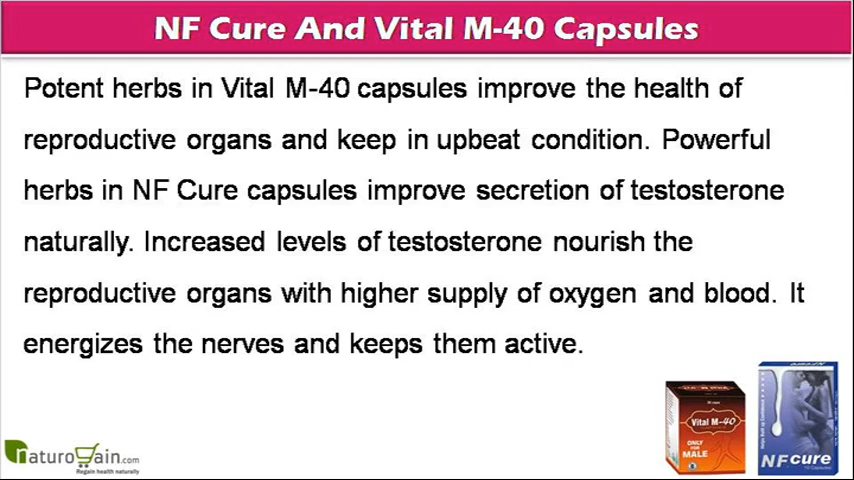 NF Cure And Vital M-40 Capsules
Potent herbs in Vital M-40 capsules improve the health of
reproductive organs and keep in upbeat condition. Powerful
herbs in NF Cure capsules improve secretion of testosterone
naturally. Increased levels of testosterone nourish the
reproductive organs with higher supply of oxygen and blood. It
energizes the nerves and keeps them active.
Vital M-40
ONLY
FOR
MALE
NF cure
10 Capsules
naturogain.com
Regain health naturally